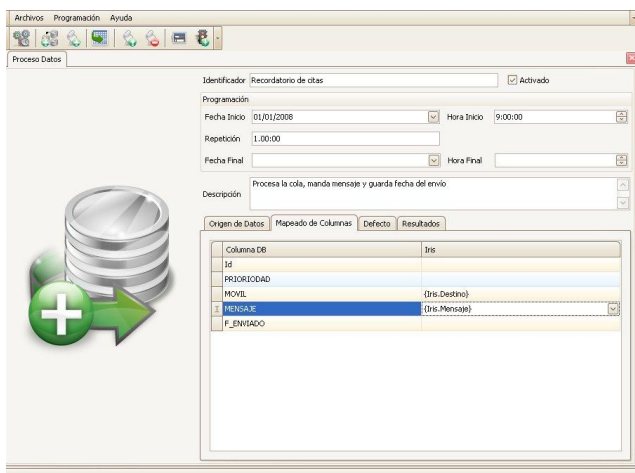 Archivos Programación Ayuda
Proceso Datos
Identificador Recordatorio de citas Activado
Programación
Fecha Inicio 01/01/2008 Hora Inicio 9:00:00
Repetición 1.00:00
Fecha Final Hora Final
Descripción Procesa la cola, manda mensaje y guarda fecha del envío
Origen de Datos Mapeado de Columnas Defecto Resultados
Columna DB Iris
Id
PRIORIODAD
MOVIL {Iris.Destino}
MENSAJE {Iris.Mensaje}
F_ENVIADO